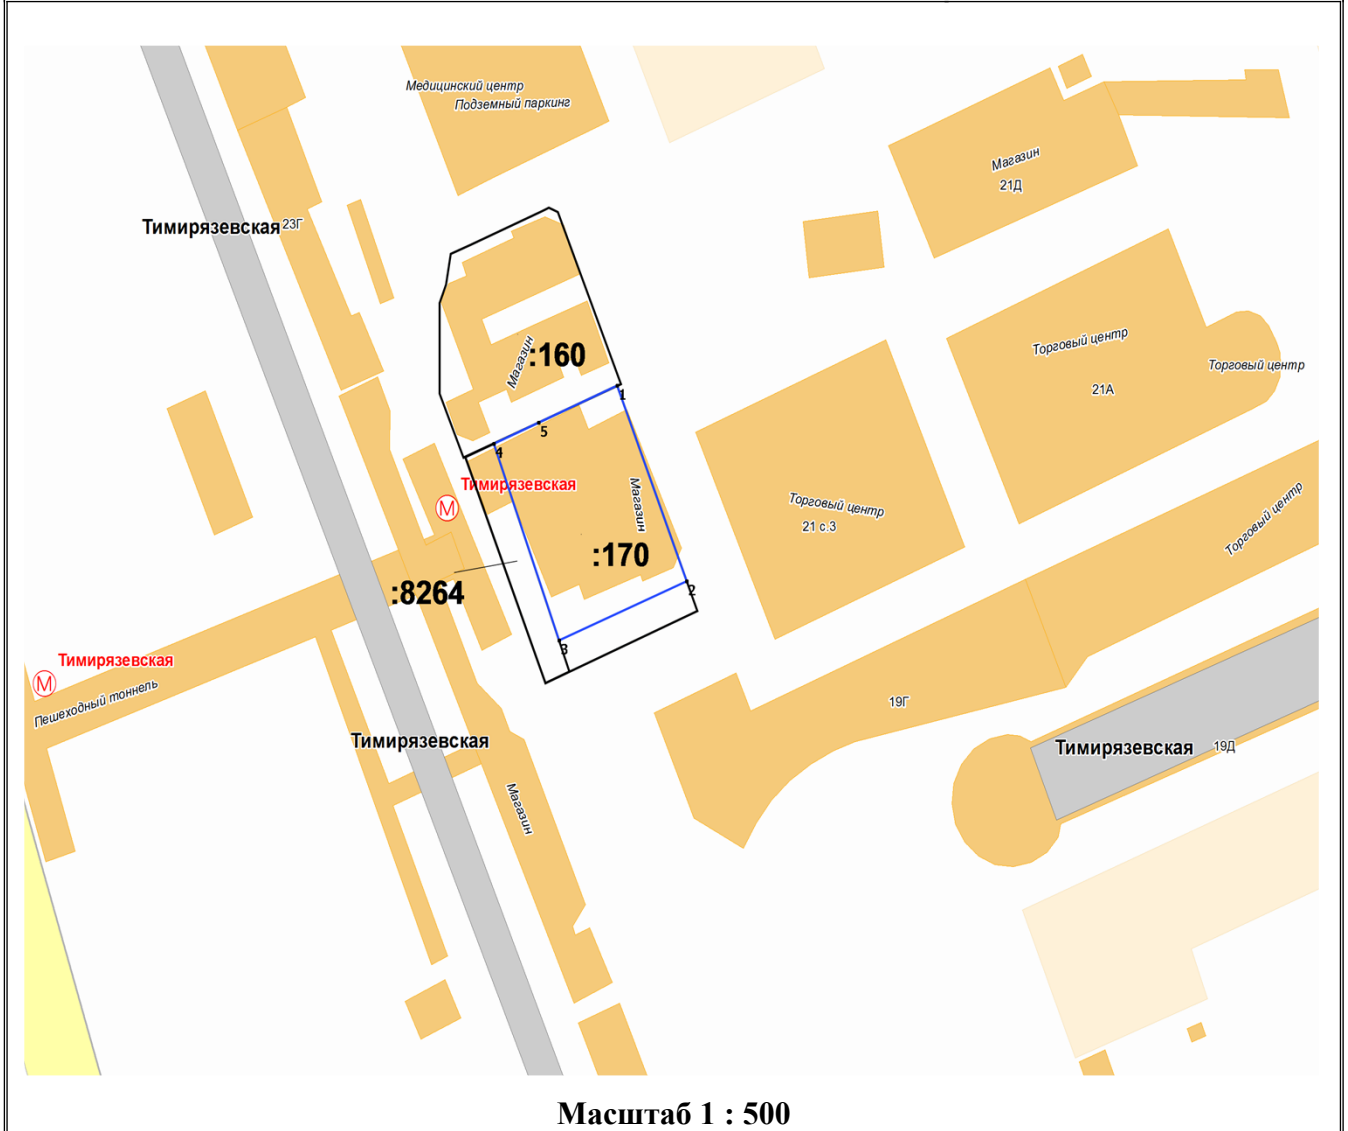 Медицинский центр
Подземный паркинг
Магазин
21Д
Тимирязевская 23Г
Торговый центр
Торговый центр
21А
Магазин
:160
1
5
4
Тимирязевская
М
Магазин
Торговый центр
21 с.3
Торговый центр
:170
:8264
2
3
Тимирязевская
М
Пешеходный тоннель
19Г
Тимирязевская
Тимирязевская 19Д
Магазин
Масштаб 1 : 500